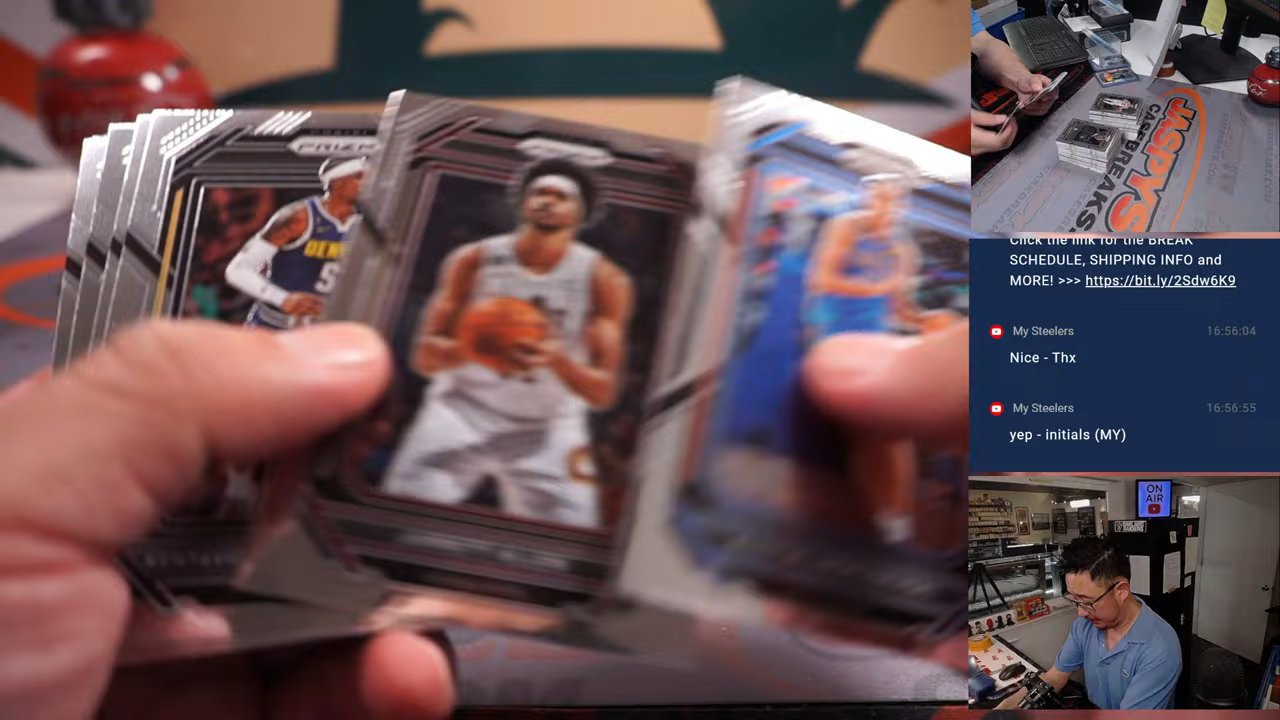 PRIZM
DEN
JASPYS
CASEBREAKS
Click the link for the BREAK
SCHEDULE, SHIPPING INFO and
MORE! >>> https://bit.ly/2Sdw6K9
My Steelers 16:56:04
Nice - Thx
My Steelers 16:56:55
yep - initials (MY)
ON
AIR